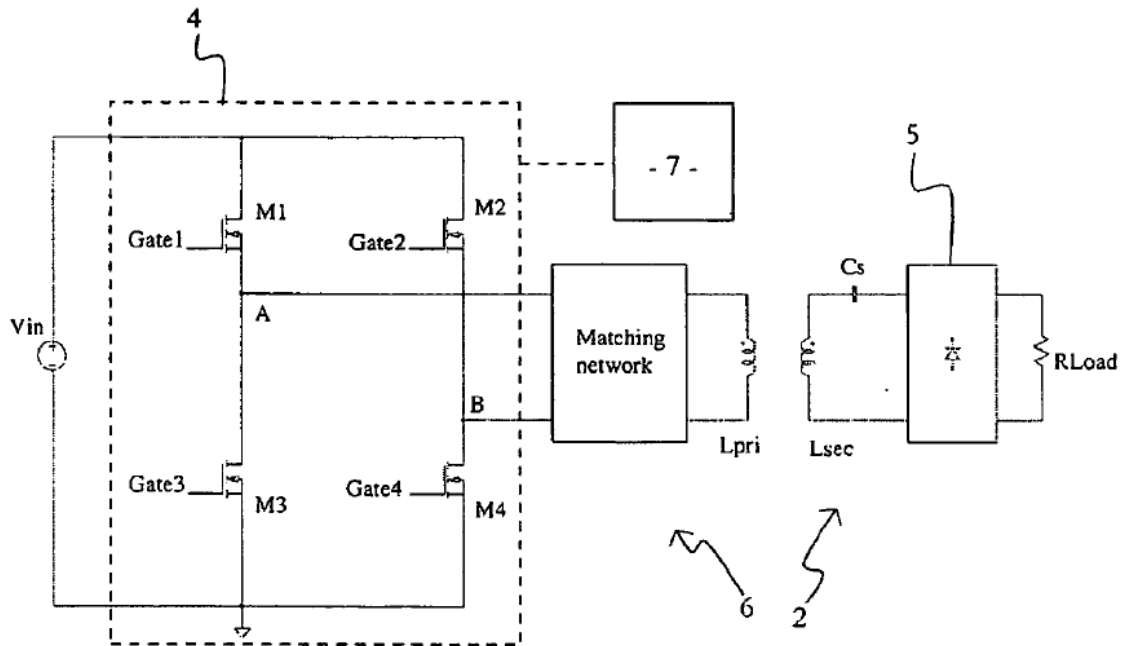 4
- 7 -
5
M1
M2
Gate1
Gate2
Cs
A
Vin
Matching
network
RLoad
B
Lpri
Lsec
Gate3
Gate4
M3
M4
6
2